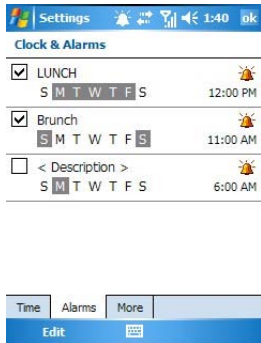 Settings 1:40 ok
Clock & Alarms
LUNCH
S M T W T F S 12:00 PM
Brunch
S M T W T F S 11:00 AM
< Description >
S M T W T F S 6:00 AM
Time Alarms More
Edit